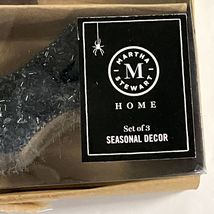 MARTHA
M
STEWART
HOME
Set of 3
SEASONAL DECOR